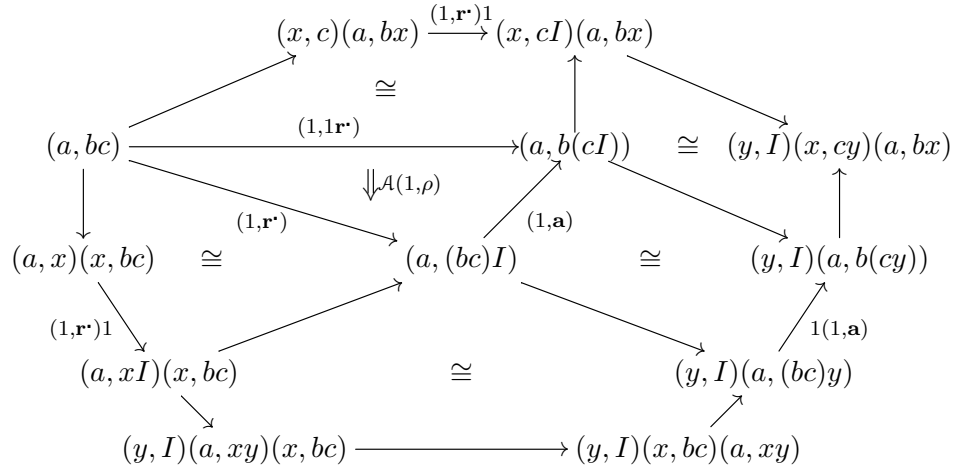 (x, c)(a, bx) (1,r·)1 (x, cI)(a, bx)
≅
(a, bc) (1,1r·) (a, b(cI)) ≅ (y, I)(x, cy)(a, bx)
⇓𝒜(1,ρ)
(1,r·) (1,a)
(a, x)(x, bc) ≅ (a, (bc)I) ≅ (y, I)(a, b(cy))
(1,r·)1 1(1,a)
(a, xI)(x, bc) ≅ (y, I)(a, (bc)y)
(y, I)(a, xy)(x, bc) (y, I)(x, bc)(a, xy)